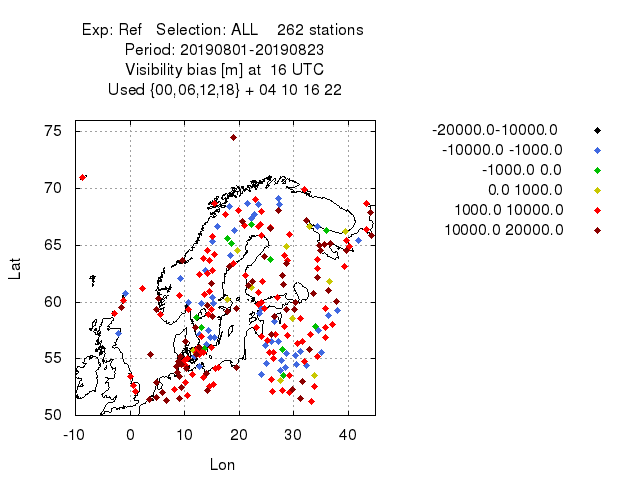 Exp: Ref   Selection: ALL    262 stations
Period: 20190801-20190823
Visibility bias [m] at  16 UTC
Used {00,06,12,18} + 04 10 16 22
-20000.0-10000.0
-10000.0 -1000.0
-1000.0 0.0
0.0 1000.0
1000.0 10000.0
10000.0 20000.0
Lat
75
70
65
60
55
50
-10 0 10 20 30 40
Lon